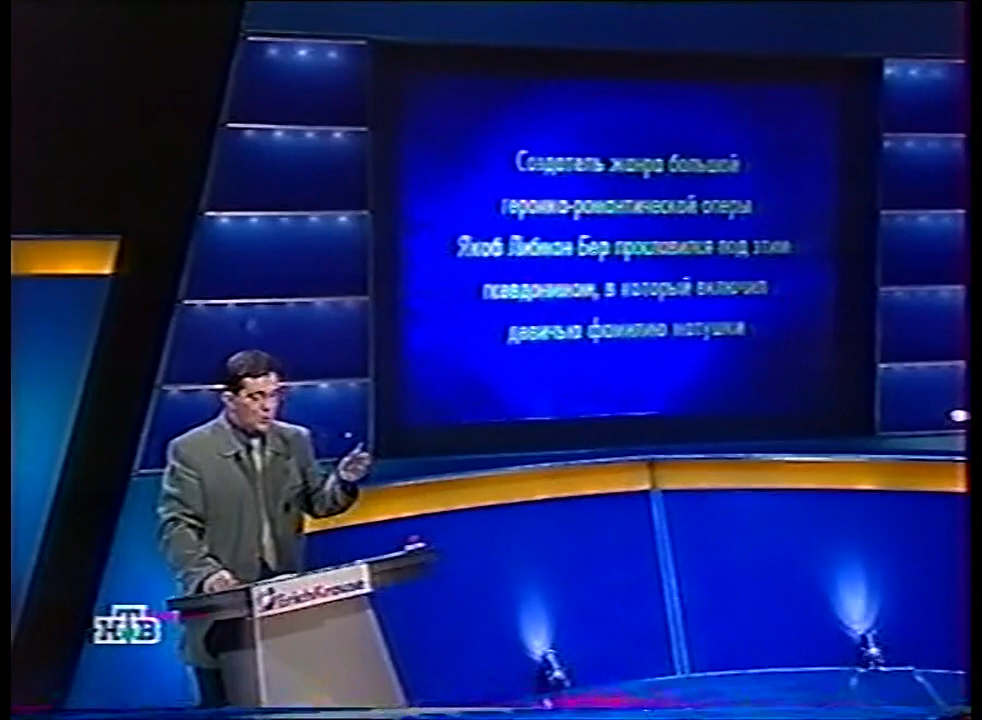 Создатель жанра большой
героико-романтической оперы
Якоб Либман Бер прославился под этим
псевдонимом, в который включил
девичью фамилию матушки
ErichKrause
НТВ